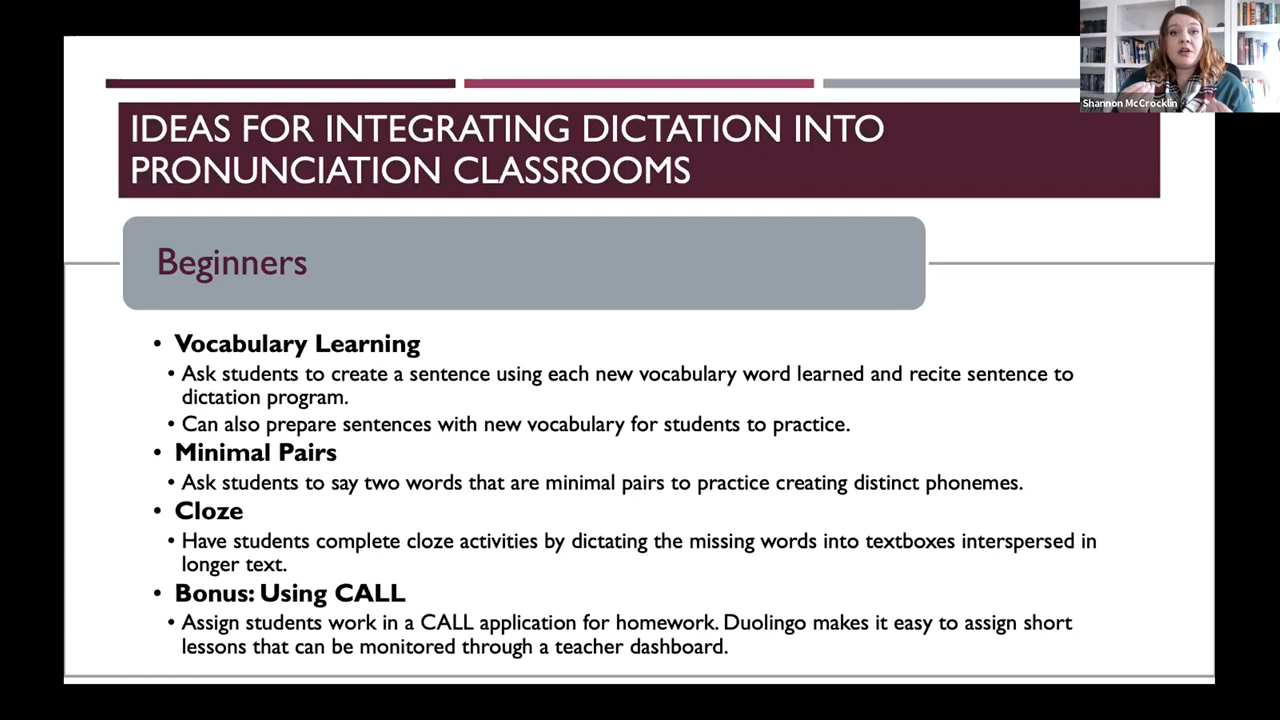 Shannon McCrocklin
IDEAS FOR INTEGRATING DICTATION INTO
PRONUNCIATION CLASSROOMS
Beginners
• Vocabulary Learning
• Ask students to create a sentence using each new vocabulary word learned and recite sentence to
dictation program.
• Can also prepare sentences with new vocabulary for students to practice.
• Minimal Pairs
• Ask students to say two words that are minimal pairs to practice creating distinct phonemes.
• Cloze
• Have students complete cloze activities by dictating the missing words into textboxes interspersed in
longer text.
• Bonus: Using CALL
• Assign students work in a CALL application for homework. Duolingo makes it easy to assign short
lessons that can be monitored through a teacher dashboard.